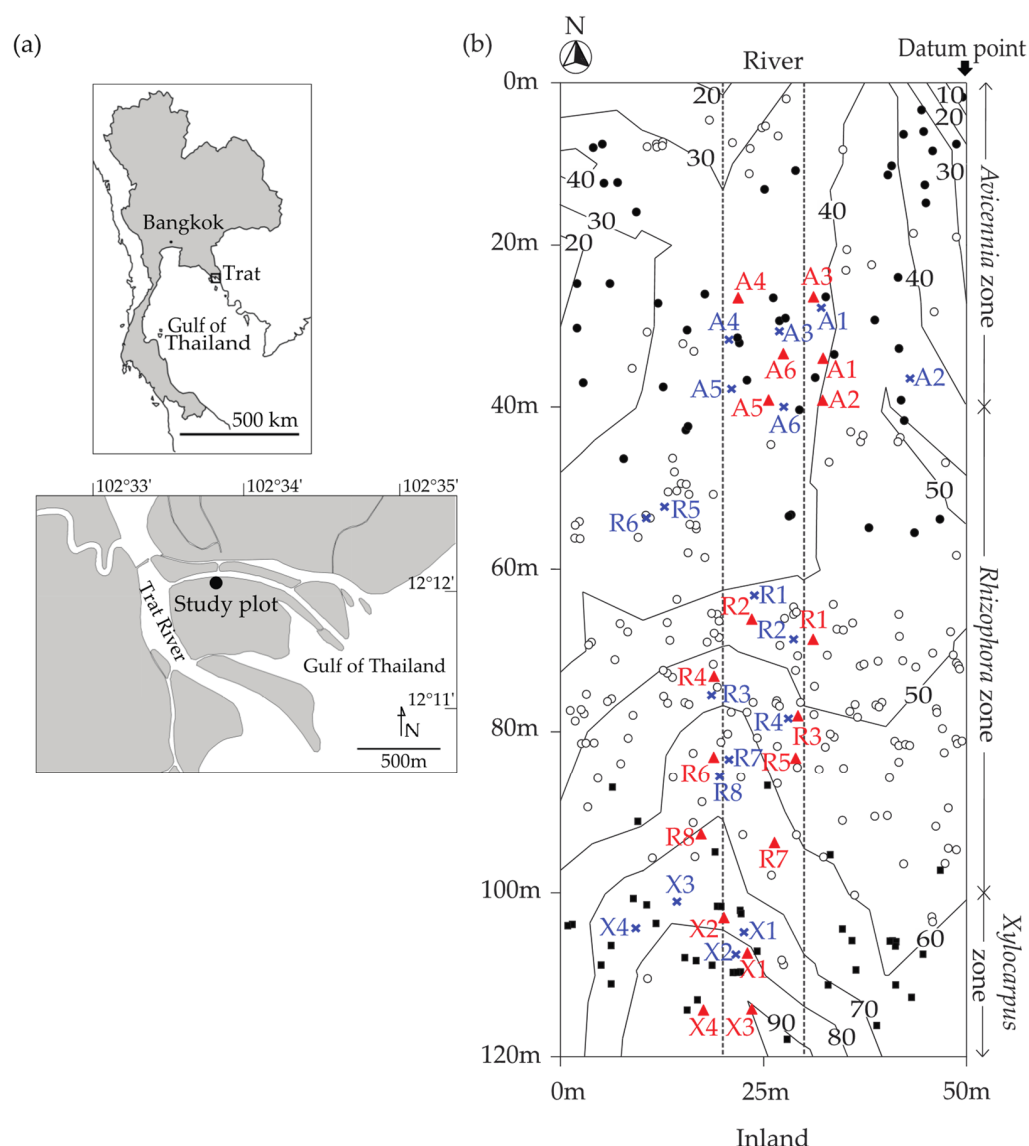 (a)
Bangkok
Trat
Gulf of
Thailand
500 km
102°33'
102°34'
102°35'
12°12'
Study plot
Trat River
Gulf of Thailand
12°11'
N
500m
(b)
N
River
Datum point
0m
20
10
20
30
30
40
30
20
40
40
20m
A4
A3
A4
A3
A1
A6
A1
A2
A5
A5
A2
A6
40m
50
R6
R5
60m
R1
R2
R1
R2
R4
R3
50
R4
R3
80m
R7
R6
R5
R8
R8
R7
100m
X3
X4
X2
X1
60
X2
X1
70
X4
X3
90
80
120m
0m
25m
50m
Inland
Avicennia zone
Rhizophora zone
Xylocarpus
zone